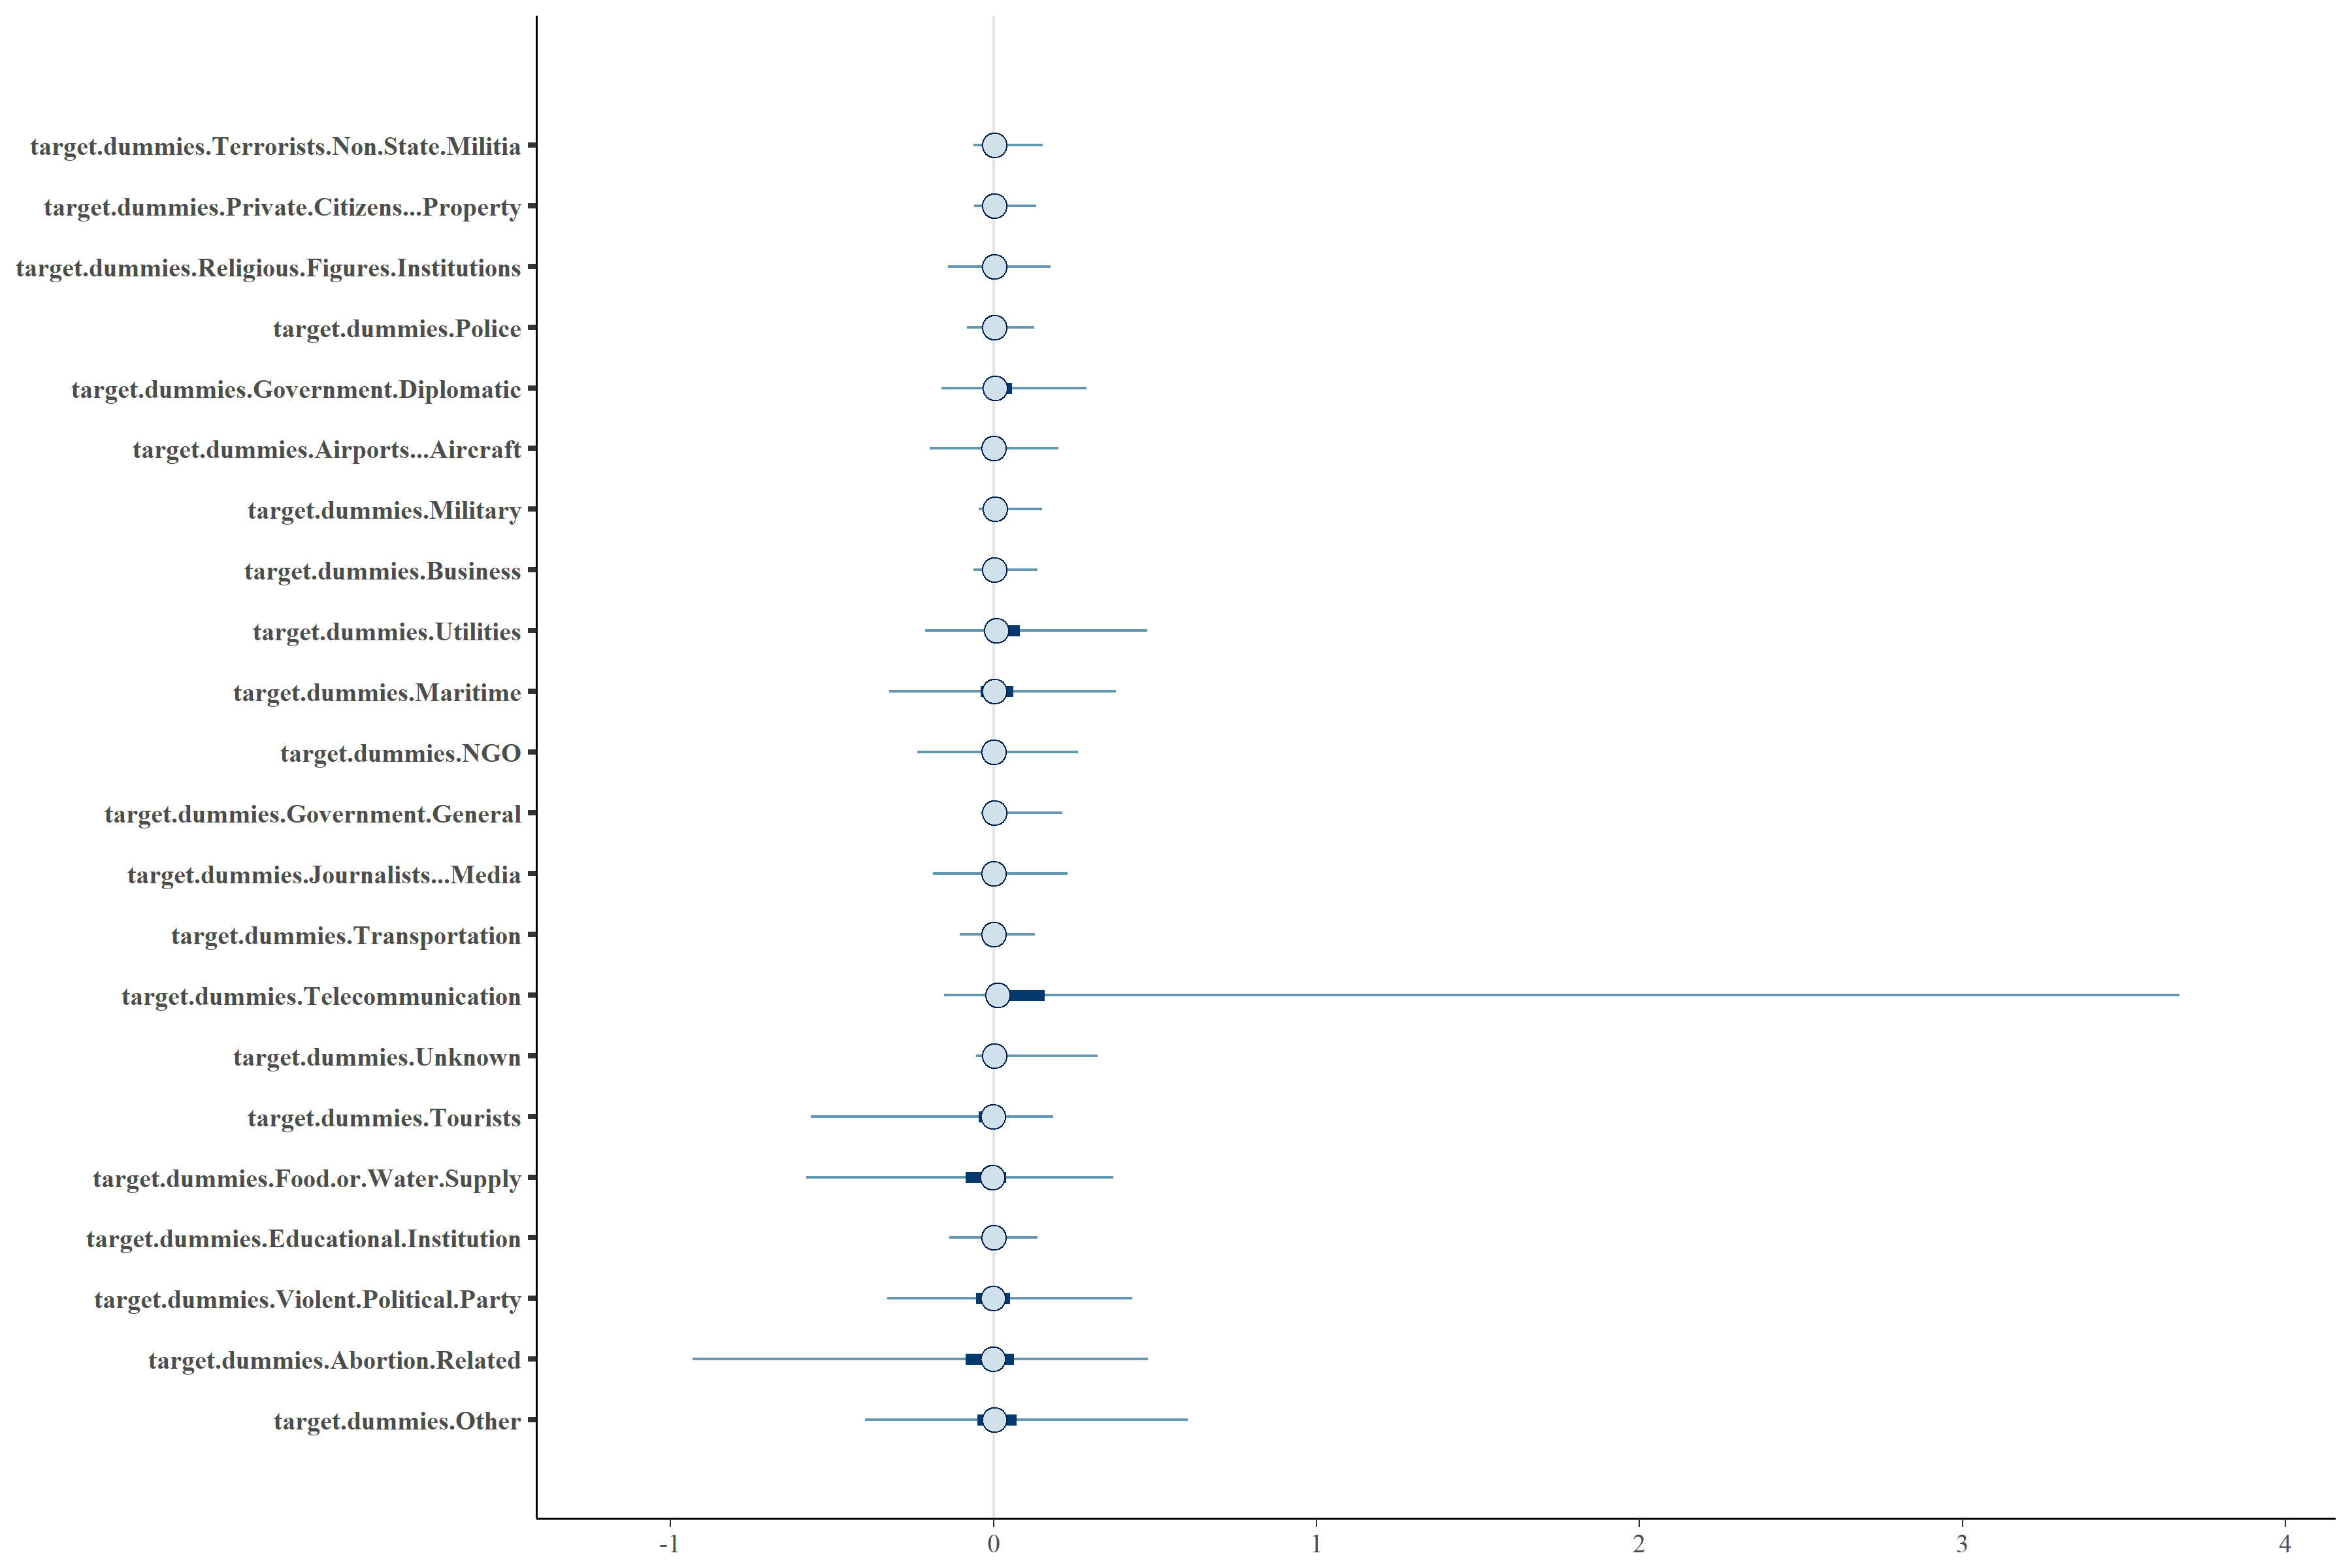 target.dummies.Terrorists.Non.State.Militia
target.dummies.Private.Citizens...Property
target.dummies.Religious.Figures.Institutions
target.dummies.Police
target.dummies.Government.Diplomatic
target.dummies.Airports...Aircraft
target.dummies.Military
target.dummies.Business
target.dummies.Utilities
target.dummies.Maritime
target.dummies.NGO
target.dummies.Government.General
target.dummies.Journalists...Media
target.dummies.Transportation
target.dummies.Telecommunication
target.dummies.Unknown
target.dummies.Tourists
target.dummies.Food.or.Water.Supply
target.dummies.Educational.Institution
target.dummies.Violent.Political.Party
target.dummies.Abortion.Related
target.dummies.Other
-1 0 1 2 3 4